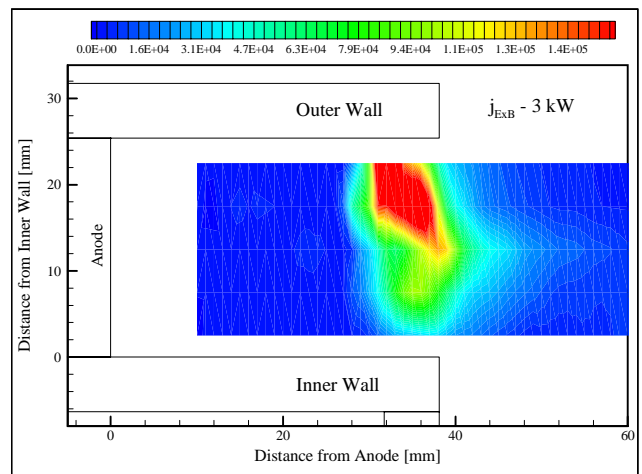 0.0E+00 1.6E+04 3.1E+04 4.7E+04 6.3E+04 7.9E+04 9.4E+04 1.1E+05 1.3E+05 1.4E+05
Outer Wall
j_ExB - 3 kW
Anode
Inner Wall
Distance from Inner Wall [mm]
30
20
10
0
0 20 40 60
Distance from Anode [mm]